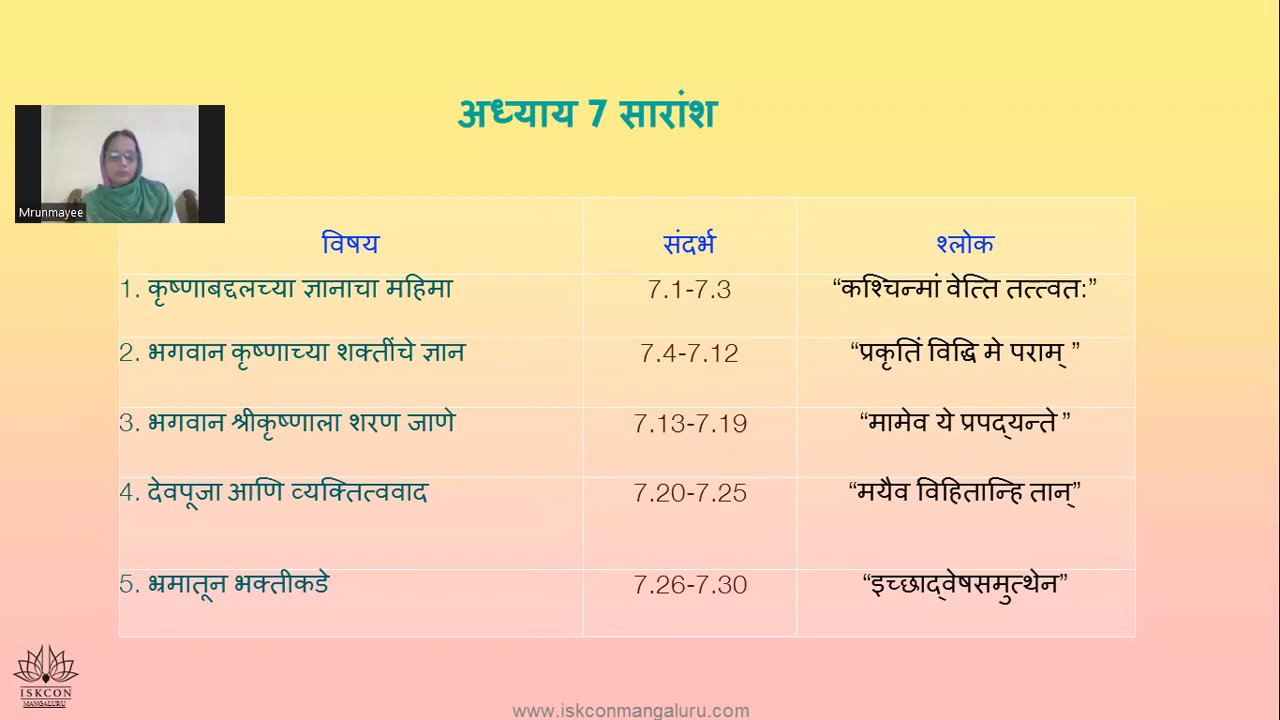 अध्याय 7 सारांश
Mrunmayee
विषय संदर्भ श्लोक
1. कृष्णाबद्दलच्या ज्ञानाचा महिमा 7.1-7.3 “कश्चिन्मां वेत्ति तत्त्वत:”
2. भगवान कृष्णाच्या शक्तींचे ज्ञान 7.4-7.12 “प्रकृतिं विद्धि मे पराम् ”
3. भगवान श्रीकृष्णाला शरण जाणे 7.13-7.19 “मामेव ये प्रपद्यन्ते ”
4. देवपूजा आणि व्यक्तित्ववाद 7.20-7.25 “मयैव विहितान्हि तान्”
5. भ्रमातून भक्तीकडे 7.26-7.30 “इच्छाद्वेषसमुत्थेन”
ISKCON
MANGALURU
www.iskconmangaluru.com